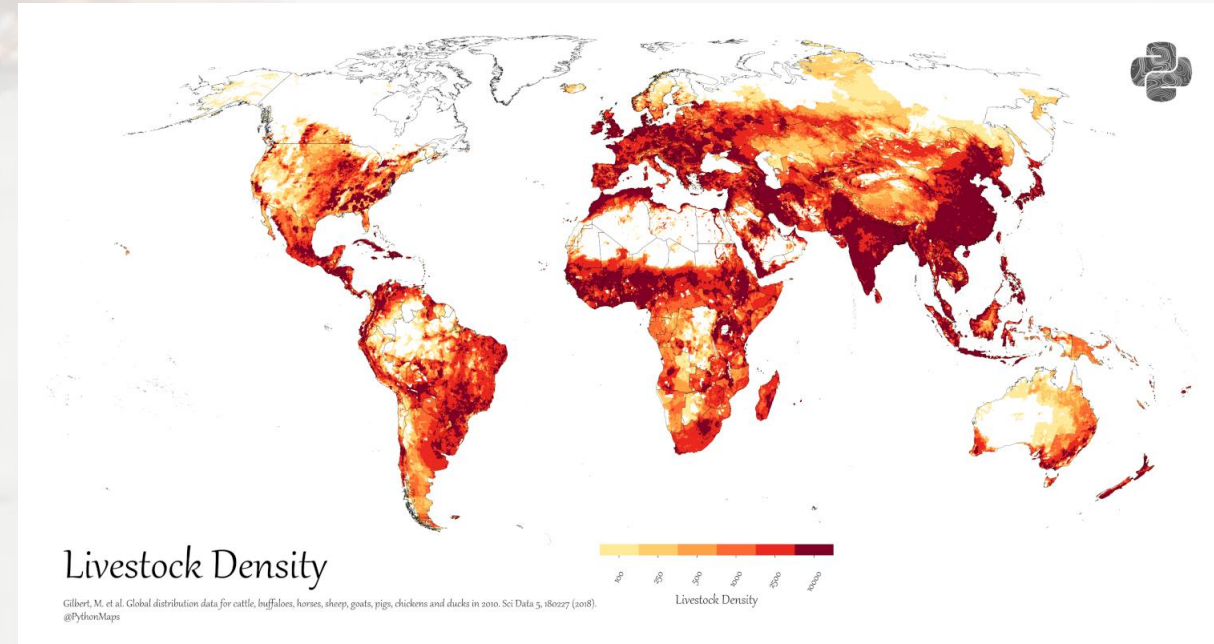 Livestock Density
Gilbert, M. et al. Global distribution data for cattle, buffaloes, horses, sheep, goats, pigs, chickens and ducks in 2010. Sci Data 5, 180227 (2018).
@PythonMaps
100 250 500 1000 2500 10000
Livestock Density